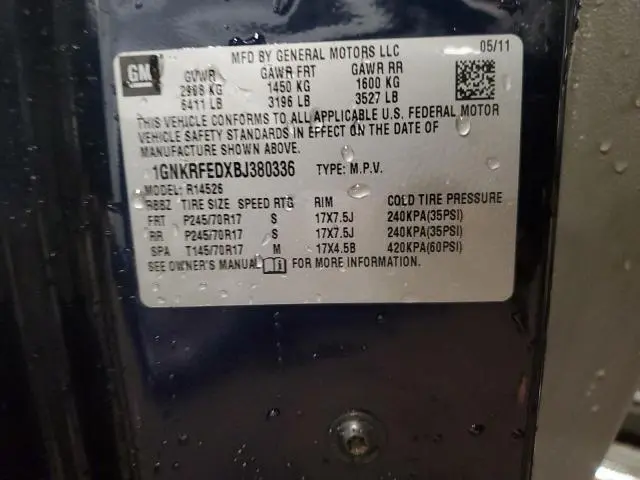 GM
MFD BY GENERAL MOTORS LLC 05/11
GVWR GAWR FRT GAWR RR
2908 KG 1450 KG 1600 KG
6411 LB 3196 LB 3527 LB
THIS VEHICLE CONFORMS TO ALL APPLICABLE U.S. FEDERAL MOTOR
VEHICLE SAFETY STANDARDS IN EFFECT ON THE DATE OF
MANUFACTURE SHOWN ABOVE.
1GNKRFEDXBJ380336 TYPE: M.P.V.
MODEL: R14526
RBBZ TIRE SIZE SPEED RTG RIM COLD TIRE PRESSURE
FRT P245/70R17 S 17X7.5J 240KPA(35PSI)
RR P245/70R17 S 17X7.5J 240KPA(35PSI)
SPA T145/70R17 M 17X4.5B 420KPA(60PSI)
SEE OWNER'S MANUAL FOR MORE INFORMATION.